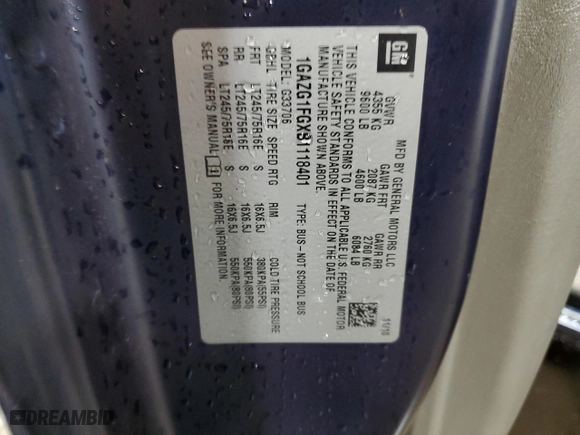 GM
MFD BY GENERAL MOTORS LLC
11/10
GVWR GAWR FRT GAWR RR
4355 KG 2087 KG 2760 KG
9600 LB 4600 LB 6084 LB
THIS VEHICLE CONFORMS TO ALL APPLICABLE U.S. FEDERAL MOTOR
VEHICLE SAFETY STANDARDS IN EFFECT ON THE DATE OF
MANUFACTURE SHOWN ABOVE.
1GAZG1FGXB1118401 TYPE: BUS-NOT SCHOOL BUS
MODEL: G33706
GEHL TIRE SIZE SPEED RTG RIM COLD TIRE PRESSURE
FRT LT245/75R16E S 16X6.5J 380KPA(55PSI)
RR LT245/75R16E S 16X6.5J 550KPA(80PSI)
SPA LT245/75R16E S 16X6.5J 550KPA(80PSI)
SEE OWNER'S MANUAL FOR MORE INFORMATION.
DREAMBID